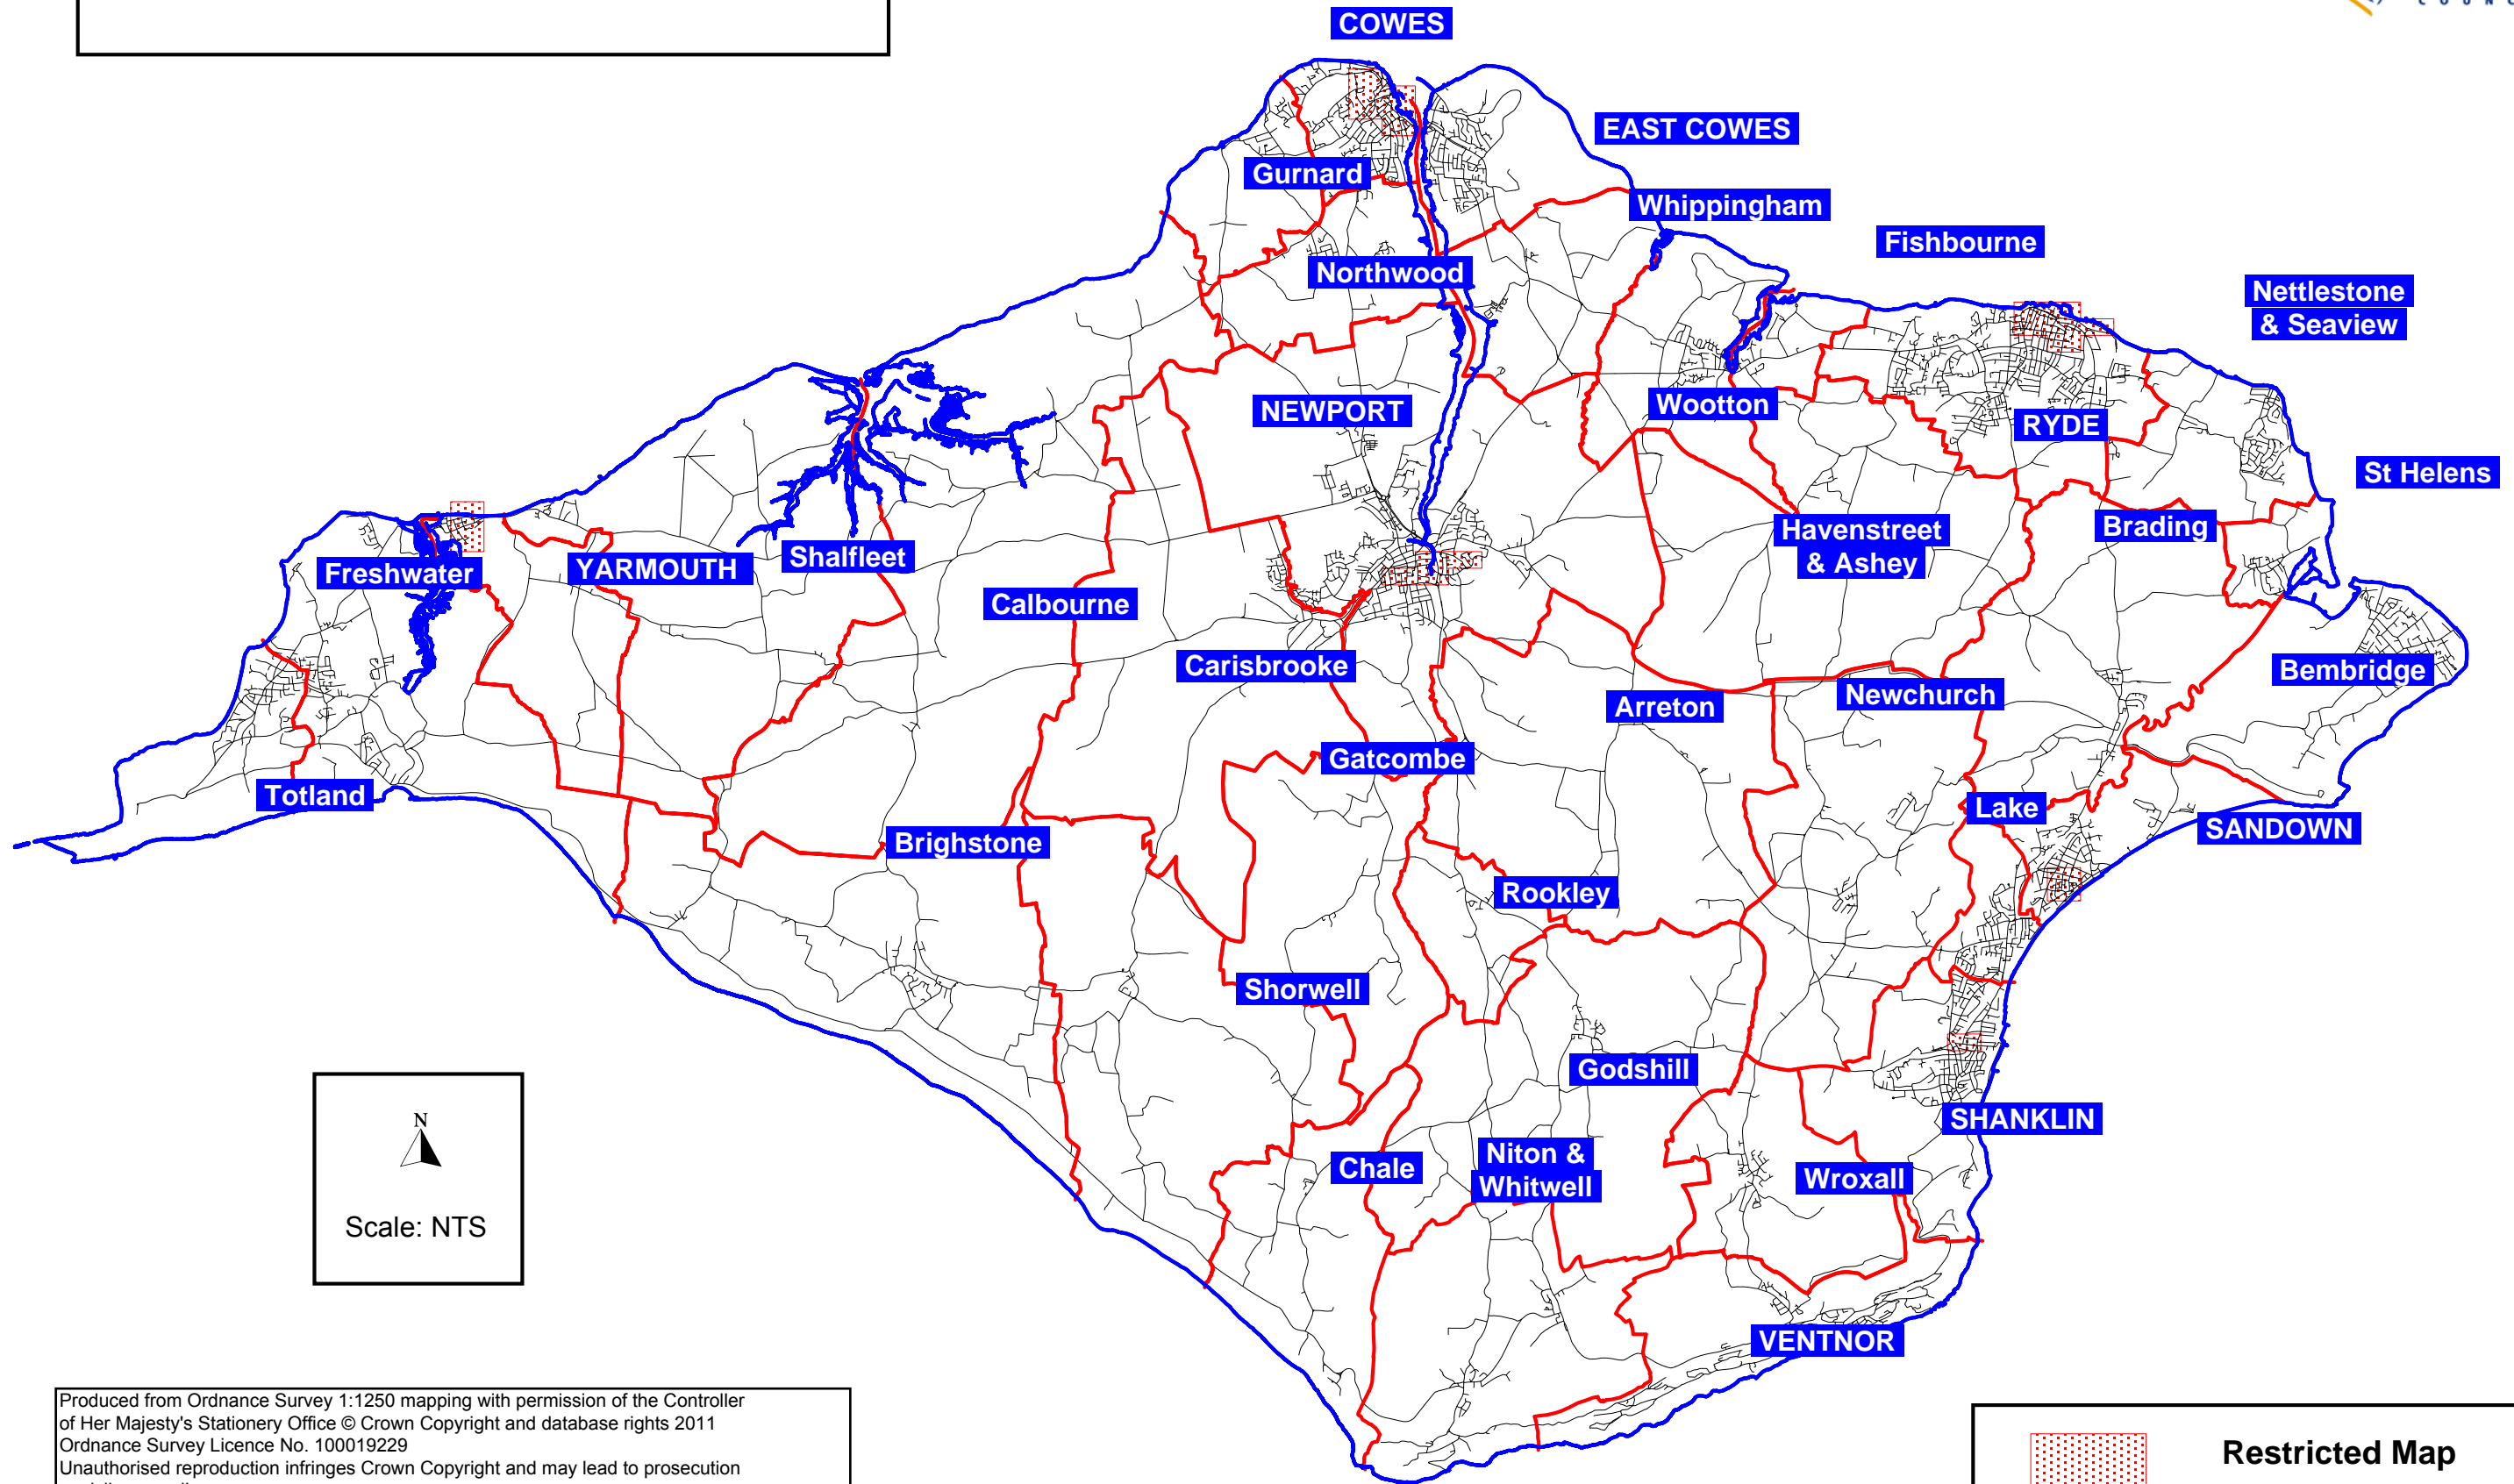 COWES
EAST COWES
Gurnard
Whippingham
Fishbourne
Northwood
Nettlestone
& Seaview
NEWPORT
Wootton
RYDE
St Helens
Havenstreet
& Ashey
Brading
Freshwater
YARMOUTH
Shalfleet
Calbourne
Carisbrooke
Bembridge
Arreton
Newchurch
Gatcombe
Totland
Lake
SANDOWN
Brighstone
Rookley
Shorwell
Godshill
SHANKLIN
Chale
Niton &
Whitwell
Wroxall
VENTNOR
N
Scale: NTS
Produced from Ordnance Survey 1:1250 mapping with permission of the Controller
of Her Majesty's Stationery Office © Crown Copyright and database rights 2011
Ordnance Survey Licence No. 100019229
Unauthorised reproduction infringes Crown Copyright and may lead to prosecution
Restricted Map